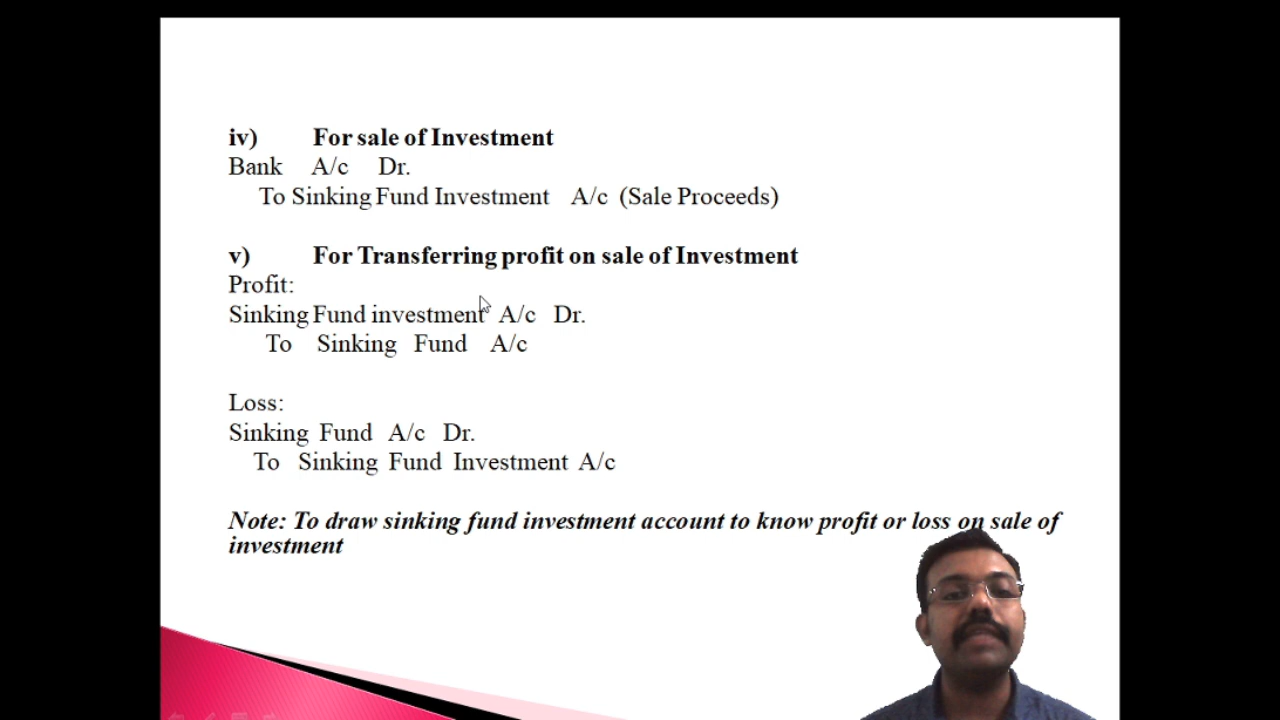 iv) For sale of Investment
Bank A/c Dr.
To Sinking Fund Investment A/c (Sale Proceeds)
v) For Transferring profit on sale of Investment
Profit:
Sinking Fund investment A/c Dr.
To Sinking Fund A/c
Loss:
Sinking Fund A/c Dr.
To Sinking Fund Investment A/c
Note: To draw sinking fund investment account to know profit or loss on sale of
investment